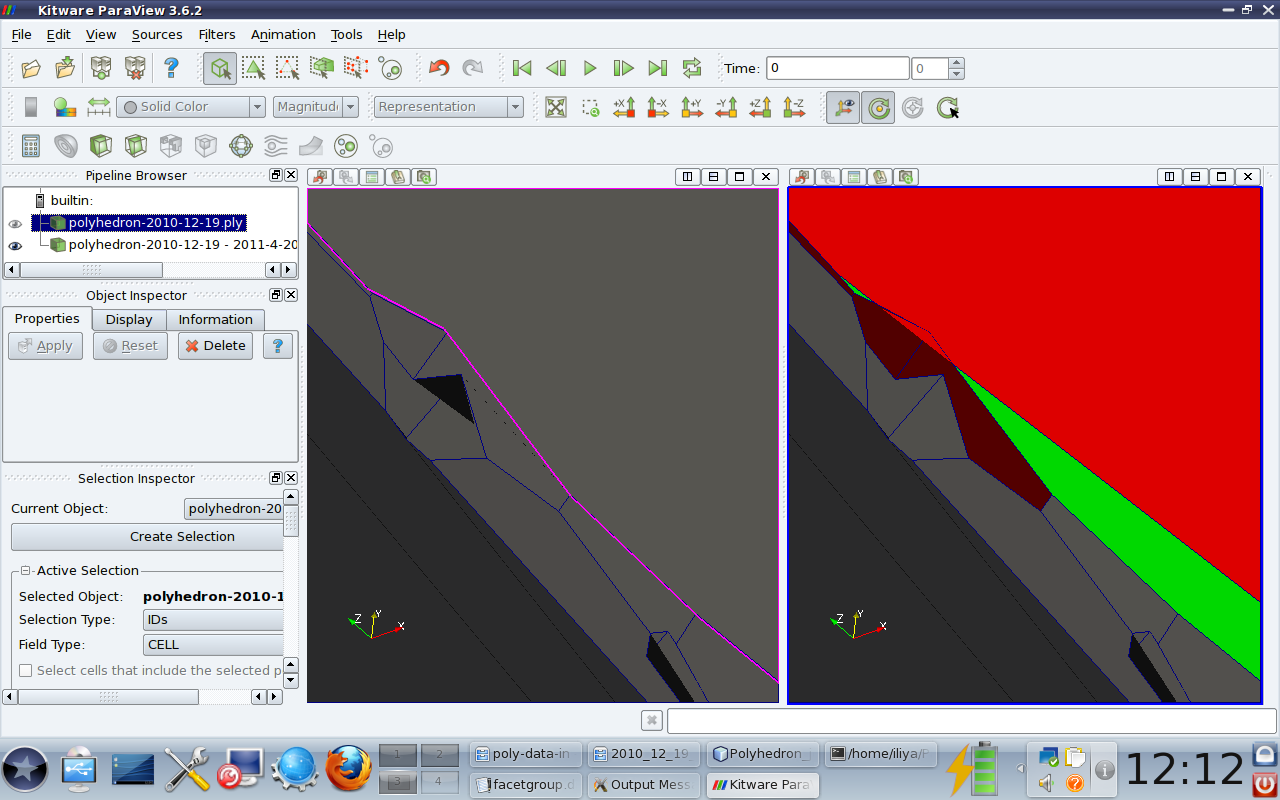 Kitware ParaView 3.6.2
File Edit View Sources Filters Animation Tools Help
Time: 0 0
Solid Color Magnitud Representation
+X -X +Y -Y +Z -Z
Pipeline Browser
builtin:
polyhedron-2010-12-19.ply
polyhedron-2010-12-19 - 2011-4-20
Object Inspector
Properties Display Information
Apply Reset Delete ?
Selection Inspector
Current Object: polyhedron-20
Create Selection
Active Selection
Selected Object: polyhedron-2010-1
Selection Type: IDs
Field Type: CELL
Select cells that include the selected p
Z Y X
Z Y X
1 2
3 4
poly-data-in 2010_12_19 Polyhedron_ /home/iliya/P
facetgroup.d Output Mess Kitware Para
12:12